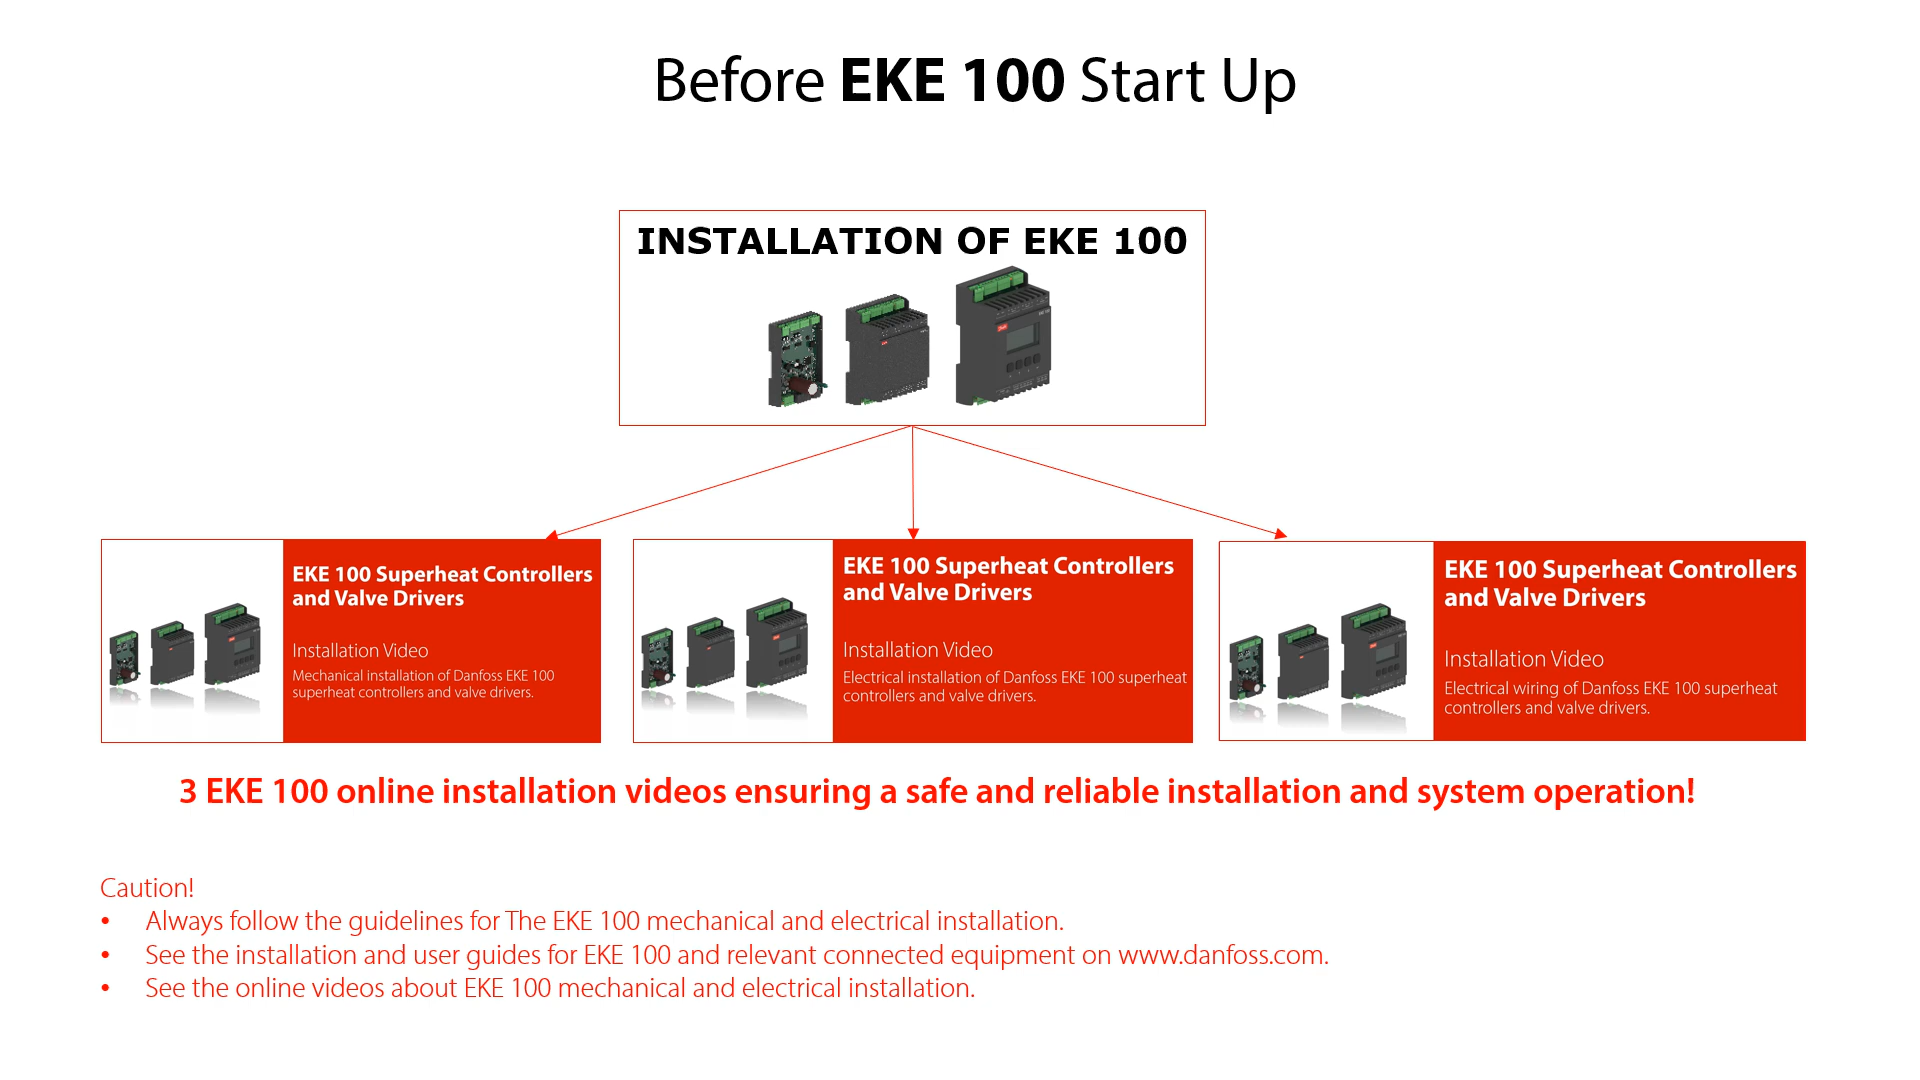 Before EKE 100 Start Up
INSTALLATION OF EKE 100
EKE 100 Superheat Controllers
and Valve Drivers
Installation Video
Mechanical installation of Danfoss EKE 100
superheat controllers and valve drivers.
EKE 100 Superheat Controllers
and Valve Drivers
Installation Video
Electrical installation of Danfoss EKE 100 superheat
controllers and valve drivers.
EKE 100 Superheat Controllers
and Valve Drivers
Installation Video
Electrical wiring of Danfoss EKE 100 superheat
controllers and valve drivers.
3 EKE 100 online installation videos ensuring a safe and reliable installation and system operation!
Caution!
• Always follow the guidelines for The EKE 100 mechanical and electrical installation.
• See the installation and user guides for EKE 100 and relevant connected equipment on www.danfoss.com.
• See the online videos about EKE 100 mechanical and electrical installation.